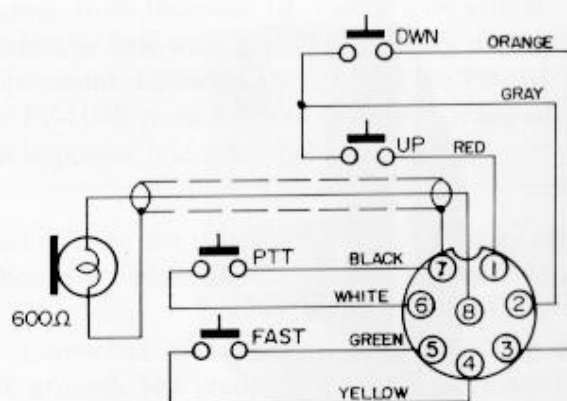 DWN
ORANGE
GRAY
UP
RED
PTT
BLACK
7
1
WHITE
6
8
2
600Ω
FAST
GREEN
5
3
4
YELLOW